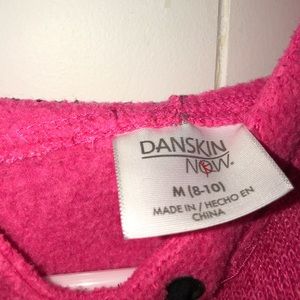 DANSKIN
NOW.
M (8-10)
MADE IN / HECHO EN
CHINA